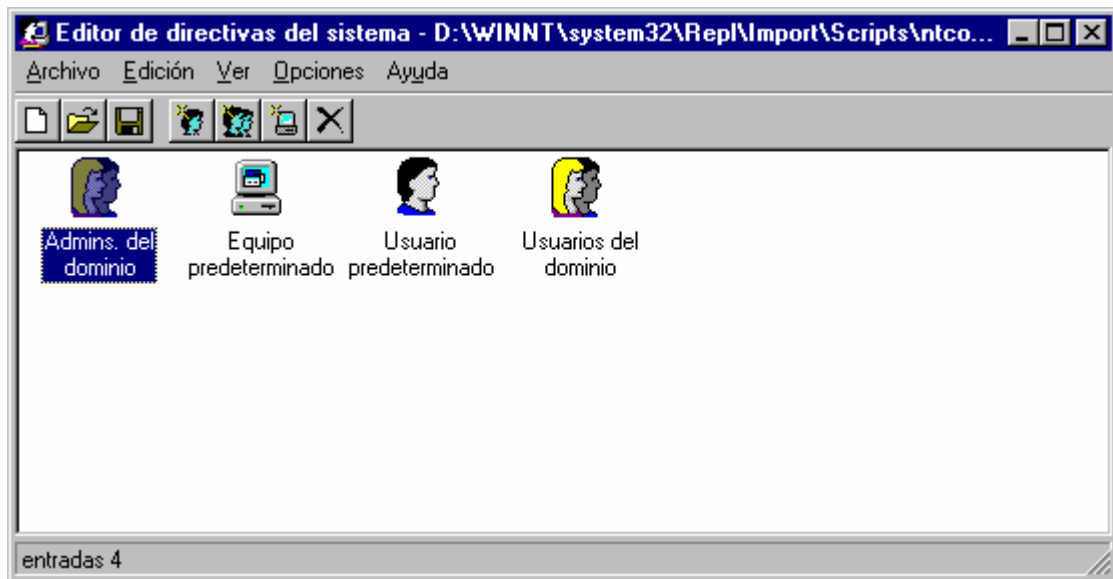 Editor de directivas del sistema - D:\WINNT\system32\Repl\Import\Scripts\ntco...
Archivo Edición Ver Opciones Ayuda
Admins. del
dominio
Equipo
predeterminado
Usuario
predeterminado
Usuarios del
dominio
entradas 4